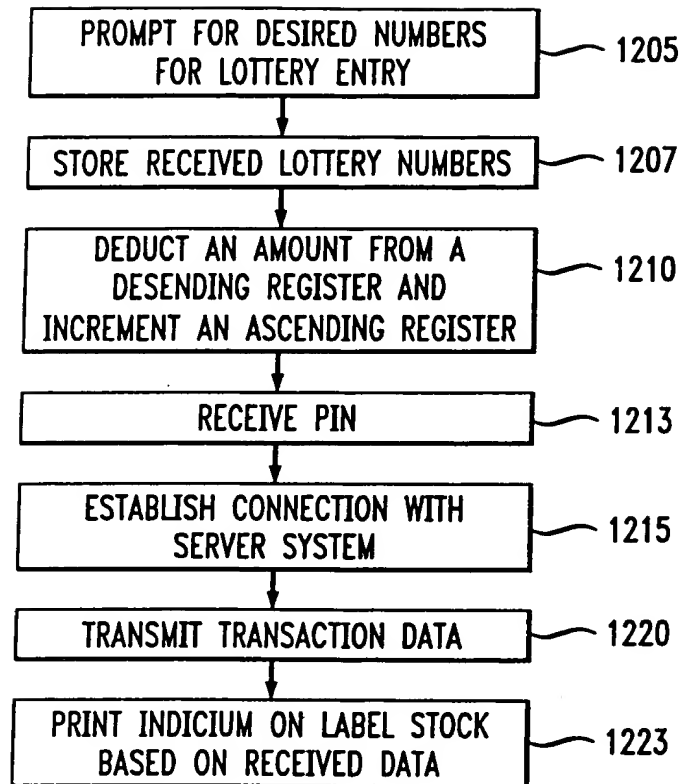 PROMPT FOR DESIRED NUMBERS
FOR LOTTERY ENTRY
1205
STORE RECEIVED LOTTERY NUMBERS
1207
DEDUCT AN AMOUNT FROM A
DESENDING REGISTER AND
INCREMENT AN ASCENDING REGISTER
1210
RECEIVE PIN
1213
ESTABLISH CONNECTION WITH
SERVER SYSTEM
1215
TRANSMIT TRANSACTION DATA
1220
PRINT INDICIUM ON LABEL STOCK
BASED ON RECEIVED DATA
1223